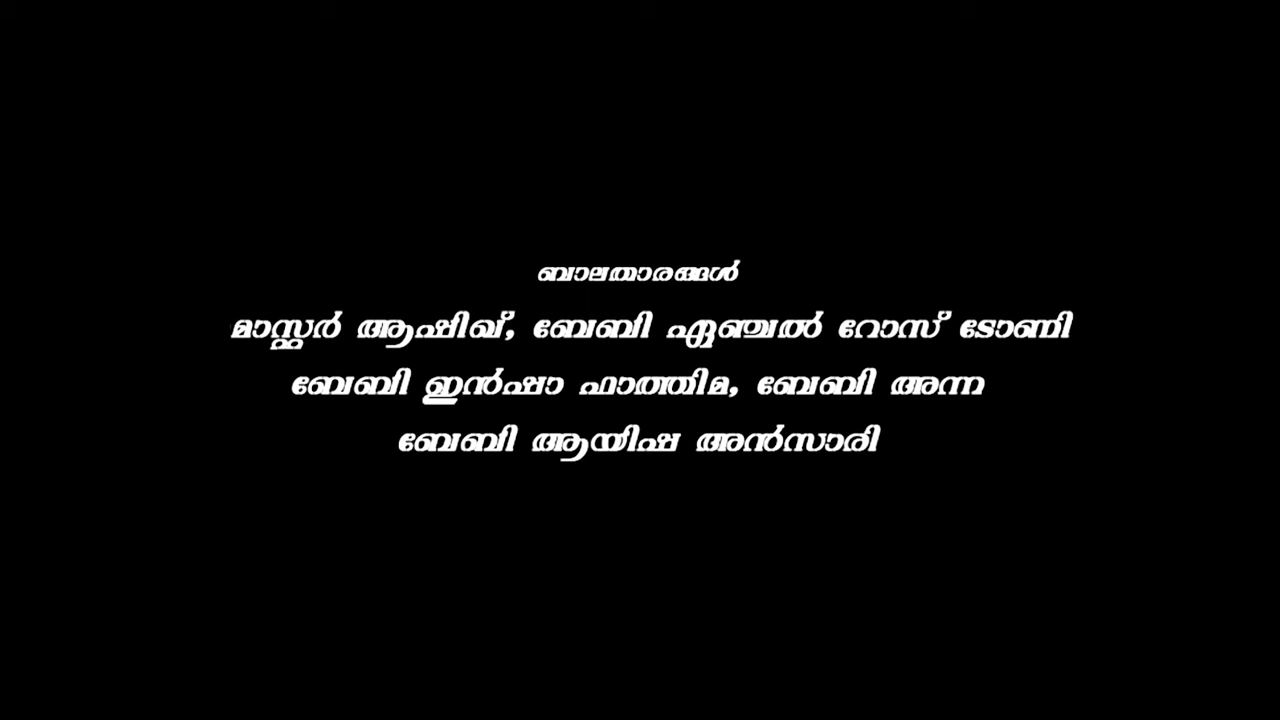 ബാലതാരങ്ങൾ
മാസ്റ്റർ ആഷിഖ്, ബേബി ഏഞ്ചൽ റോസ് ടോണി
ബേബി ഇൻഷാ ഫാത്തിമ, ബേബി അന്ന
ബേബി ആയിഷ അൻസാരി